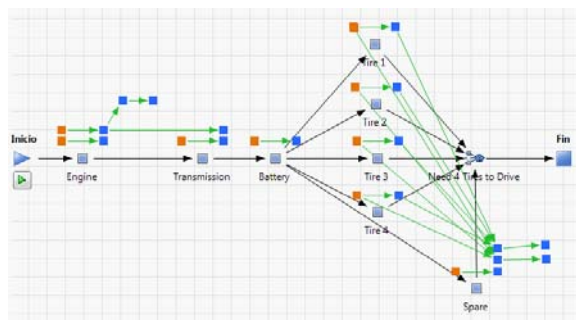 Tire 1
Tire 2
Inicio
Fin
Engine
Transmission
Battery
Tire 3
Need 4 Tires to Drive
Tire 4
Spare